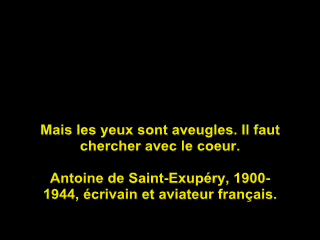 Mais les yeux sont aveugles. Il faut
chercher avec le coeur.
Antoine de Saint-Exupéry, 1900-
1944, écrivain et aviateur français.